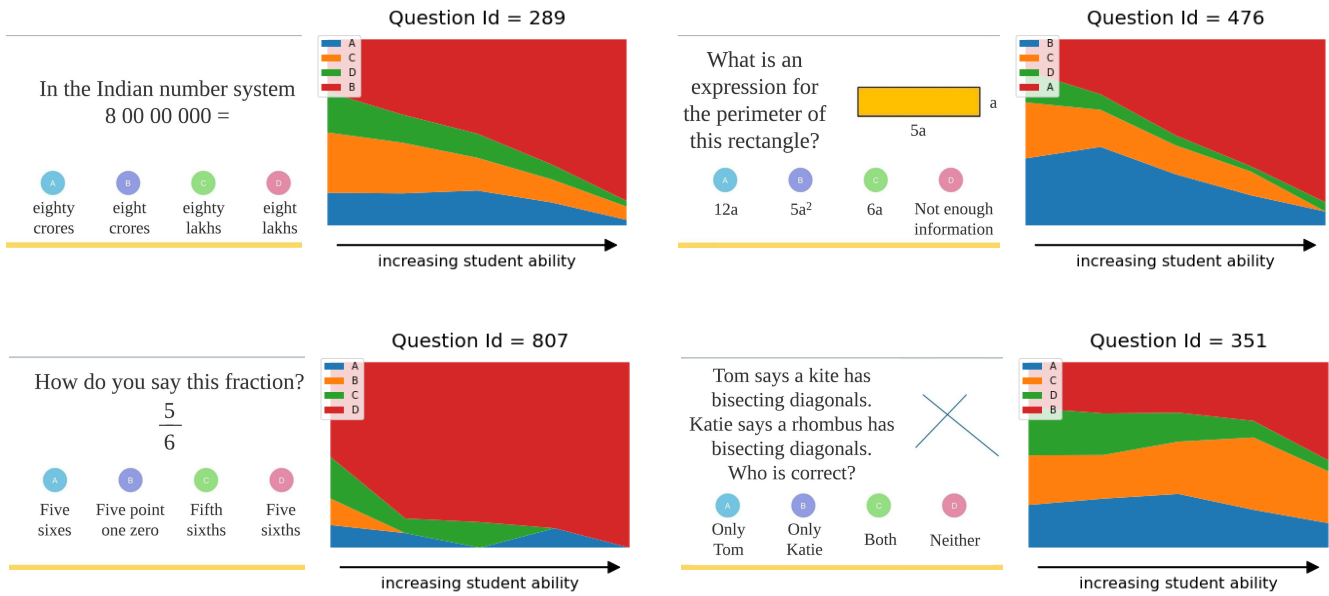 Question Id = 289
In the Indian number system
8 00 00 000 =
A
B
C
D
eighty
crores
eight
crores
eighty
lakhs
eight
lakhs
A
C
D
B
increasing student ability
Question Id = 476
What is an
expression for
the perimeter of
this rectangle?
a
5a
A
B
C
D
12a
5a²
6a
Not enough
information
B
C
D
A
increasing student ability
Question Id = 807
How do you say this fraction?
5
6
A
B
C
D
Five
sixes
Five point
one zero
Fifth
sixths
Five
sixths
A
B
C
D
increasing student ability
Question Id = 351
Tom says a kite has
bisecting diagonals.
Katie says a rhombus has
bisecting diagonals.
Who is correct?
A
B
C
D
Only
Tom
Only
Katie
Both
Neither
A
C
D
B
increasing student ability